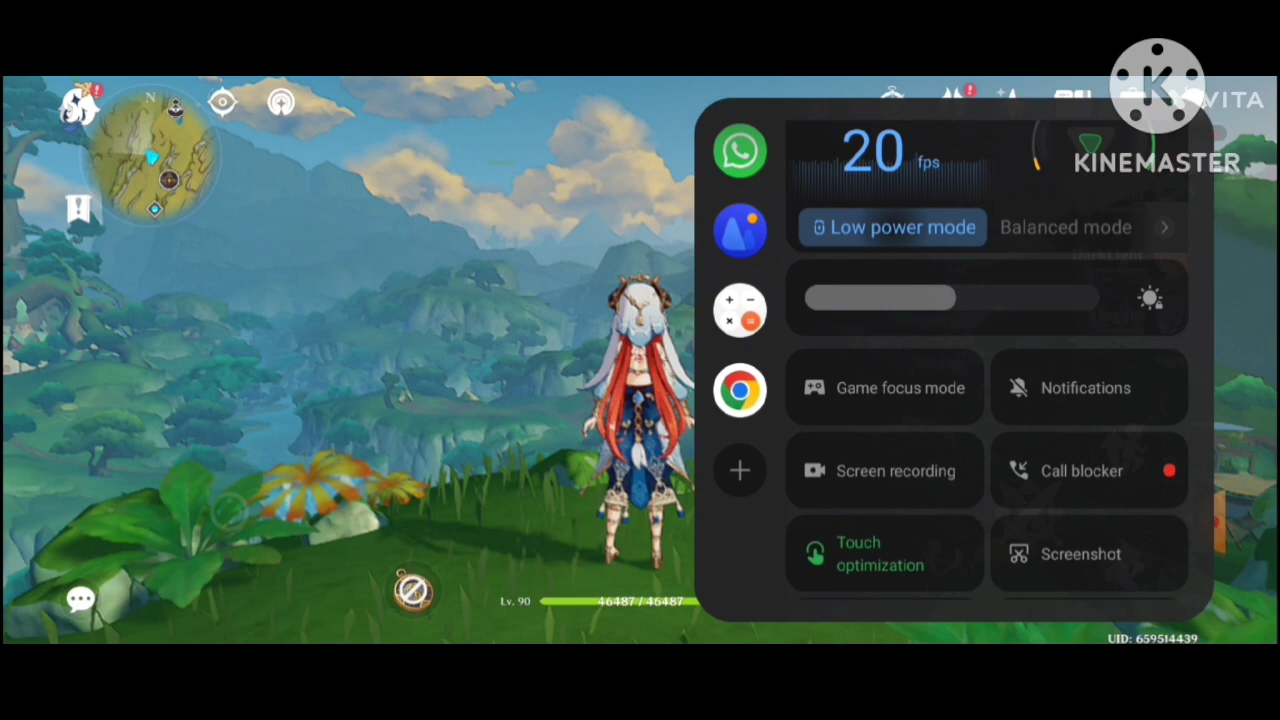 N
VITA
KINEMASTER
20 fps
Low power mode
Balanced mode
Game focus mode
Notifications
Screen recording
Call blocker
Touch
optimization
Screenshot
Lv. 90
46487 / 46487
UID: 659514439